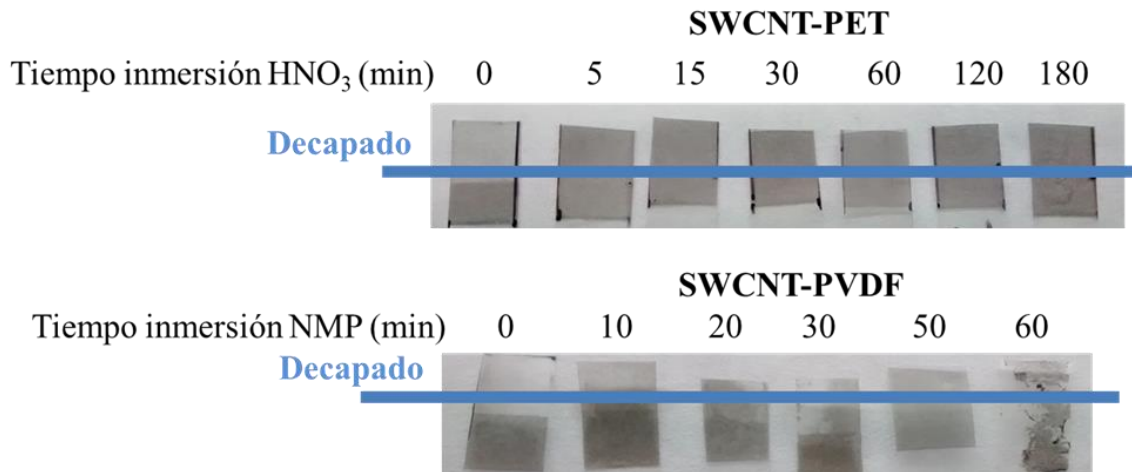 SWCNT-PET
Tiempo inmersión HNO₃ (min) 0 5 15 30 60 120 180
Decapado
SWCNT-PVDF
Tiempo inmersión NMP (min) 0 10 20 30 50 60
Decapado